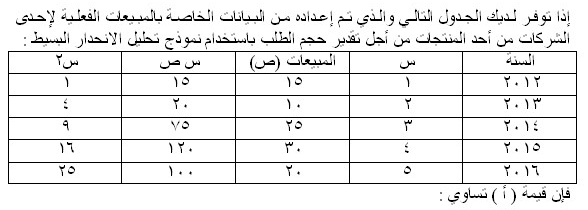 إذا توفر لديك الجدول التالي والذي تم إعداده من البيانات الخاصة بالمبيعات الفعلية لإحدى
الشركات من أحد المنتجات من أجل تقدير حجم الطلب باستخدام نموذج تحليل الانحدار البسيط :
السنة س المبيعات (ص) س ص س٢
٢٠١٢ ١ ١٥ ١٥ ١
٢٠١٣ ٢ ١٠ ٢٠ ٤
٢٠١٤ ٣ ٢٥ ٧٥ ٩
٢٠١٥ ٤ ٣٠ ١٢٠ ١٦
٢٠١٦ ٥ ٢٠ ١٠٠ ٢٥
فإن قيمة ( أ ) تساوي :